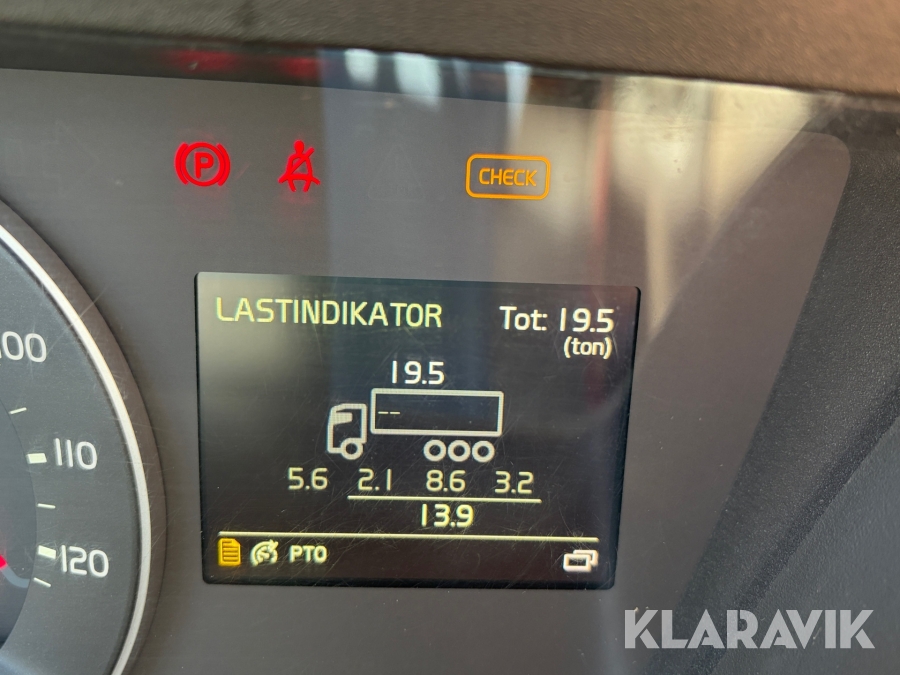 P
CHECK
LASTINDIKATOR Tot: 19.5
(ton)
19.5
--
5.6 2.1 8.6 3.2
13.9
PTO
110
120
KLARAVIK